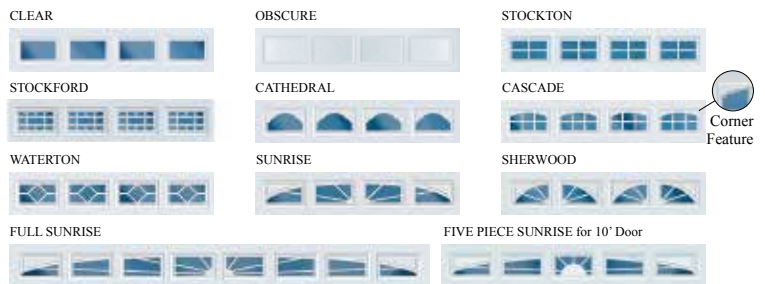 CLEAR
OBSCURE
STOCKTON
STOCKFORD
CATHEDRAL
CASCADE
Corner
Feature
WATERTON
SUNRISE
SHERWOOD
FULL SUNRISE
FIVE PIECE SUNRISE for 10’ Door